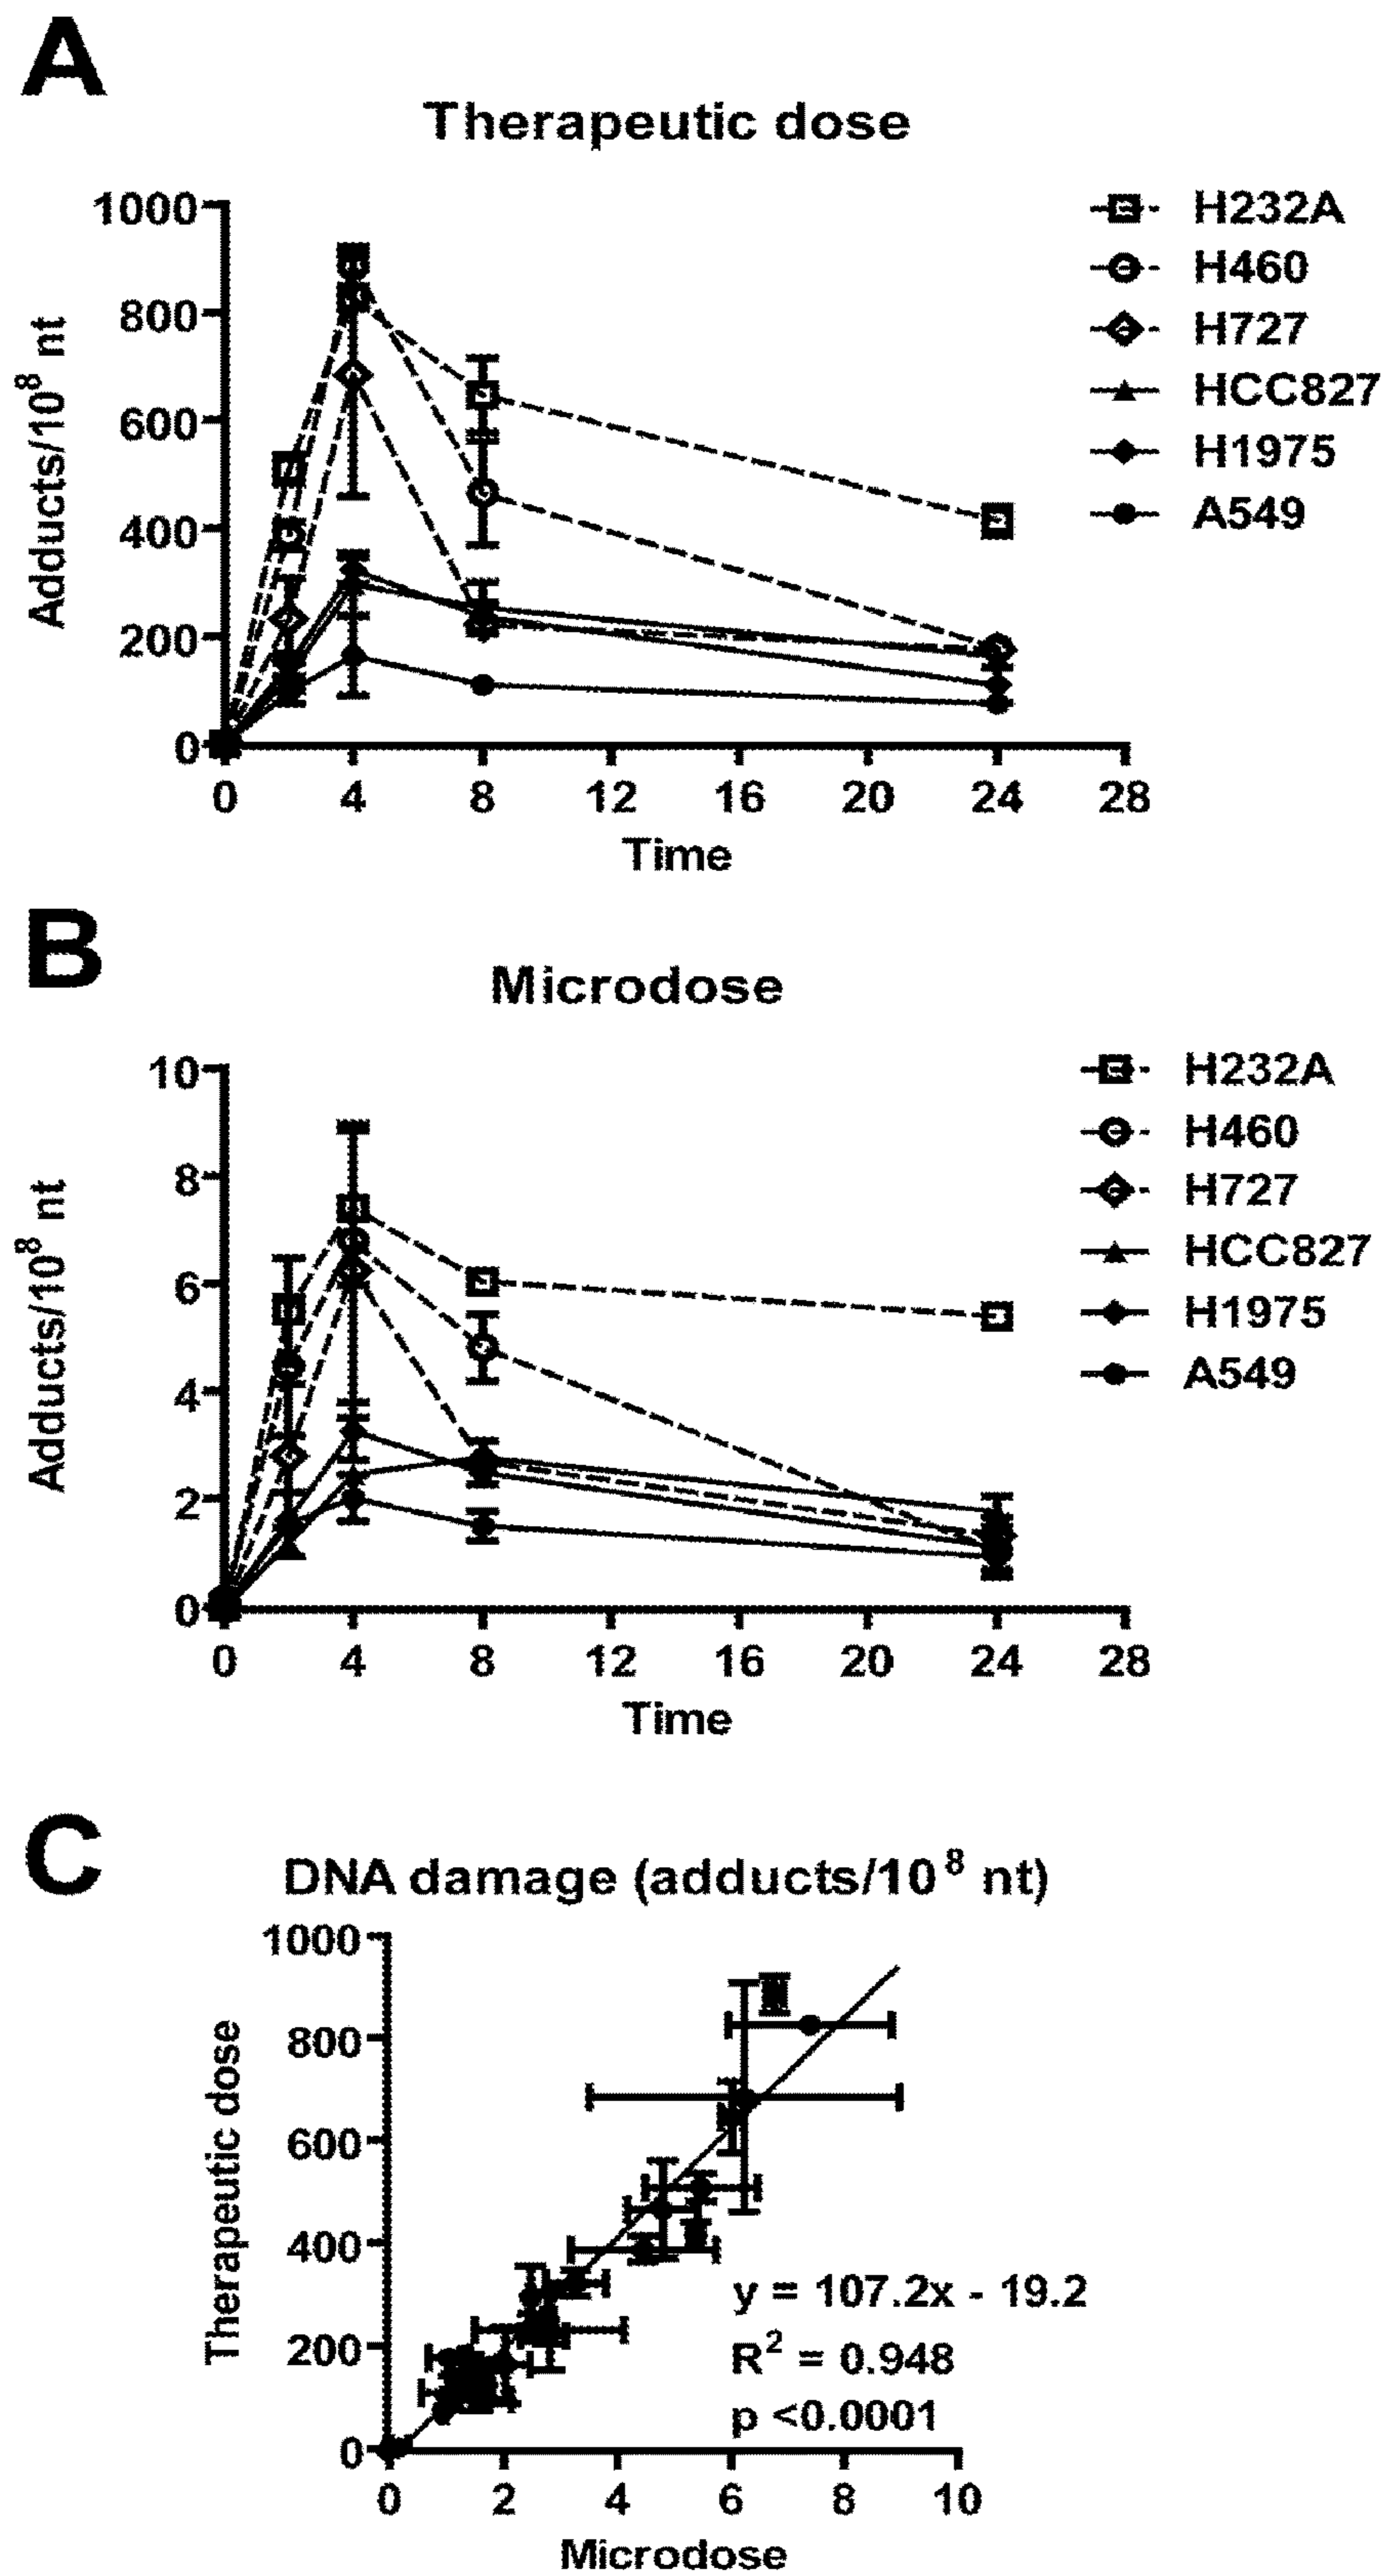 A
Therapeutic dose
Adducts/10⁸ nt
1000
800
600
400
200
0
0 4 8 12 16 20 24 28
Time
H232A
H460
H727
HCC827
H1975
A549
B
Microdose
Adducts/10⁸ nt
10
8
6
4
2
0
0 4 8 12 16 20 24 28
Time
H232A
H460
H727
HCC827
H1975
A549
C
DNA damage (adducts/10⁸ nt)
Therapeutic dose
1000
800
600
400
200
0
y = 107.2x - 19.2
R² = 0.948
p <0.0001
0 2 4 6 8 10
Microdose